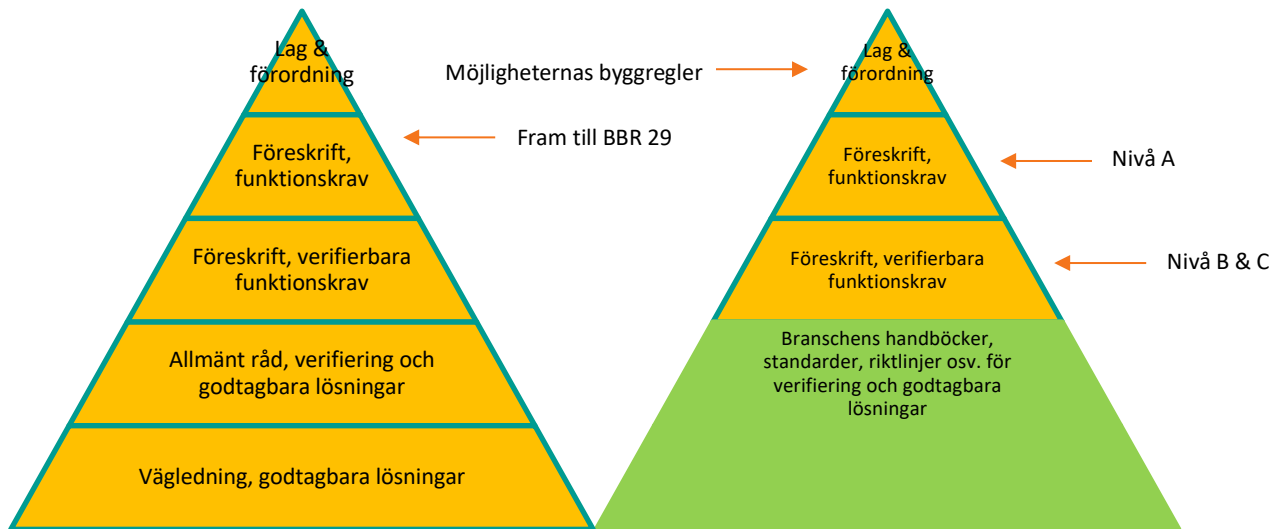 Lag &
förordning
Föreskrift,
funktionskrav
Föreskrift, verifierbara
funktionskrav
Allmänt råd, verifiering och
godtagbara lösningar
Vägledning, godtagbara lösningar
Fram till BBR 29
Möjligheternas byggregler
Lag &
förordning
Föreskrift,
funktionskrav
Nivå A
Föreskrift, verifierbara
funktionskrav
Nivå B & C
Branschens handböcker,
standarder, riktlinjer osv. för
verifiering och godtagbara
lösningar